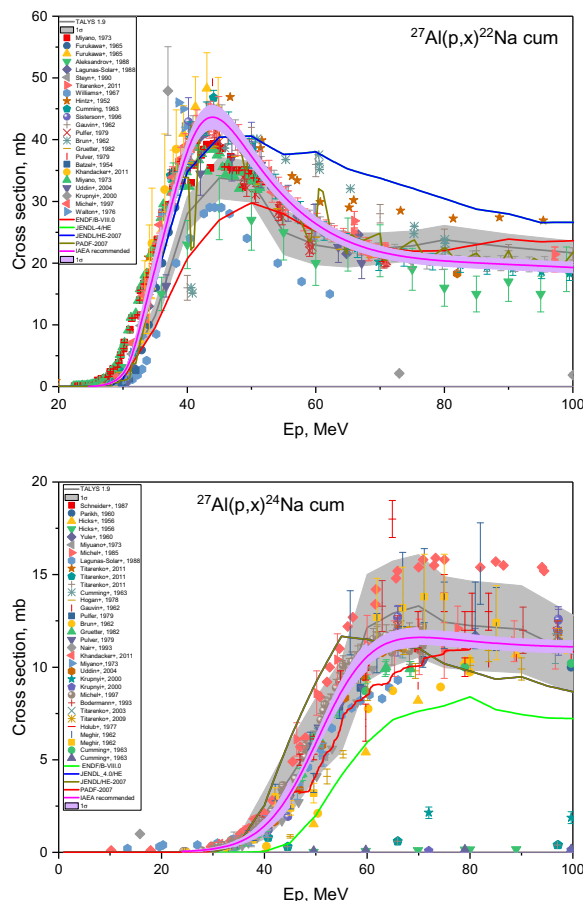 27Al(p,x)22Na cum
TALYS 1.9
1σ
Miyano, 1973
Furukawa+, 1965
Furukawa+, 1965
Aleksandrov+, 1988
Lagunas-Solar+, 1988
Steyn+, 1990
Titarenko+, 2011
Williams+, 1967
Hintz+, 1952
Cumming, 1963
Sisterson+, 1996
Gauvin+, 1962
Pulfer, 1979
Brun+, 1962
Gruetter, 1982
Pulver+, 1979
Batzel+, 1954
Khandacker+, 2011
Miyano, 1973
Uddin+, 2004
Krupnyi+, 2000
Michel+, 1997
Walton+, 1976
ENDF/B-VIII.0
JENDL-4/HE
JENDL/HE-2007
PADF-2007
IAEA recommended
1σ
Cross section, mb
60
50
40
30
20
10
0
20
40
60
80
100
Ep, MeV
27Al(p,x)24Na cum
TALYS 1.9
1σ
Schneider+, 1987
Parikh, 1960
Hicks+, 1956
Hicks+, 1956
Yule+, 1960
Miyuano+, 1973
Michel+, 1985
Lagunas-Solar+, 1988
Titarenko+, 2011
Titarenko+, 2011
Titarenko+, 2011
Cumming+, 1963
Hogan+, 1978
Gauvin+, 1962
Pulfer, 1979
Brun+, 1962
Gruetter, 1982
Pulver, 1979
Nair+, 1993
Khandacker+, 2011
Miyano+,1973
Uddin+, 2004
Krupnyi+, 2000
Krupnyi+, 2000
Michel+, 1997
Bodermann+, 1993
Titarenko+, 2003
Titarenko+, 2009
Holub+, 1977
Meghir, 1962
Meghir, 1962
Cumming+, 1963
Cumming+, 1963
ENDF/B-VIII.0
JENDL_4.0/HE
JENDL/HE-2007
PADF-2007
IAEA recommended
1σ
Cross section, mb
20
15
10
5
0
0
20
40
60
80
100
Ep, MeV